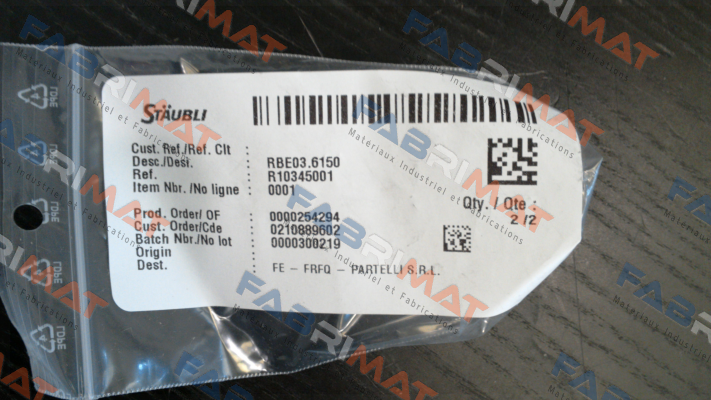 STÄUBLI
Cust. Ref./Ref. Clt :
Desc./Desi. : RBE03.6150
Ref. : R10345001
Item Nbr./No ligne : 0001
Qty. / Qte :
2 /2
Prod. Order/ OF : 0000254294
Cust. Order/Cde : 0210889602
Batch Nbr./No lot : 0000300219
Origin :
Dest. : FE - FRFQ - PARTELLI S.R.L.
FABRIMAT
Materiaux Industriel et Fabrications